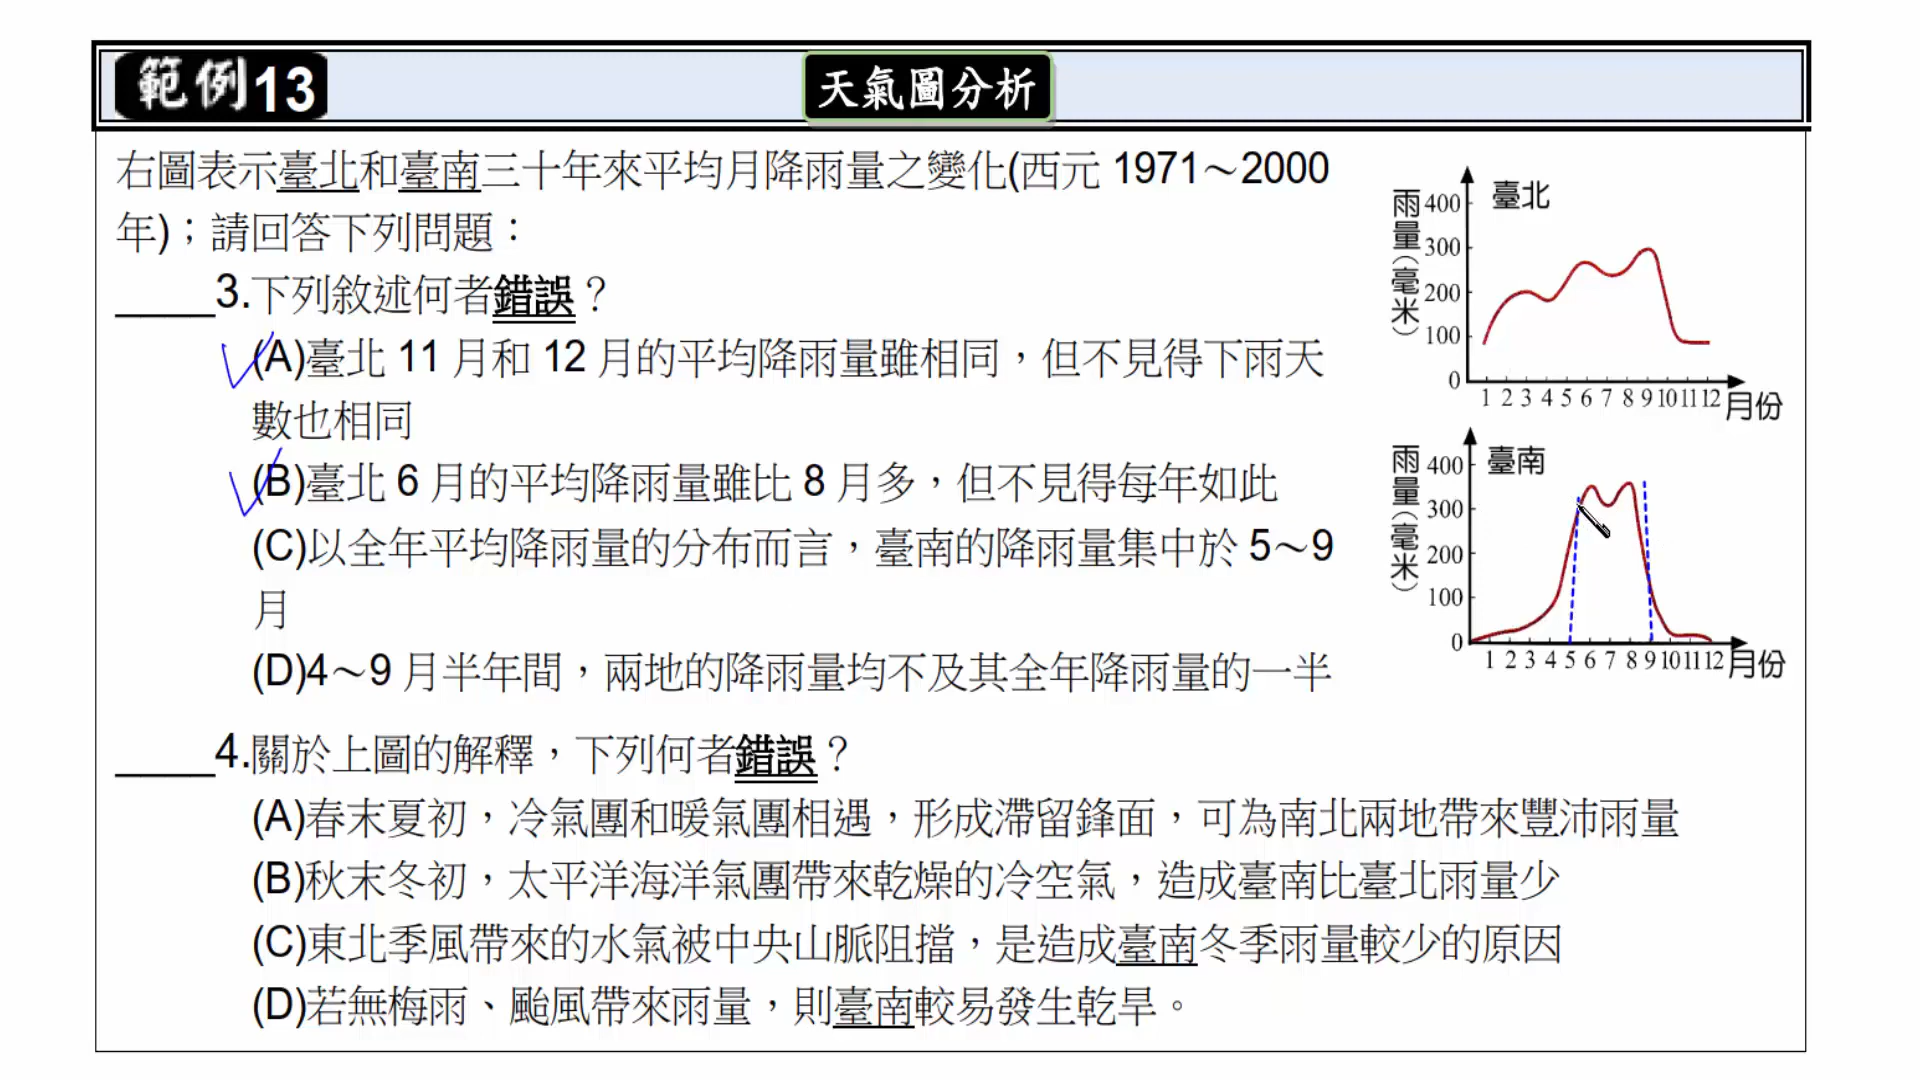 範例13
天氣圖分析
右圖表示臺北和臺南三十年來平均月降雨量之變化(西元 1971～2000
年)；請回答下列問題：
____3.下列敘述何者錯誤？
(A)臺北 11 月和 12 月的平均降雨量雖相同，但不見得下雨天
數也相同
(B)臺北 6 月的平均降雨量雖比 8 月多，但不見得每年如此
(C)以全年平均降雨量的分布而言，臺南的降雨量集中於 5～9
月
(D)4～9 月半年間，兩地的降雨量均不及其全年降雨量的一半
____4.關於上圖的解釋，下列何者錯誤？
(A)春末夏初，冷氣團和暖氣團相遇，形成滯留鋒面，可為南北兩地帶來豐沛雨量
(B)秋末冬初，太平洋海洋氣團帶來乾燥的冷空氣，造成臺南比臺北雨量少
(C)東北季風帶來的水氣被中央山脈阻擋，是造成臺南冬季雨量較少的原因
(D)若無梅雨、颱風帶來雨量，則臺南較易發生乾旱。
臺北
雨量(毫米)
400
300
200
100
0
1 2 3 4 5 6 7 8 9 10 11 12 月份
臺南
雨量(毫米)
400
300
200
100
0
1 2 3 4 5 6 7 8 9 10 11 12 月份